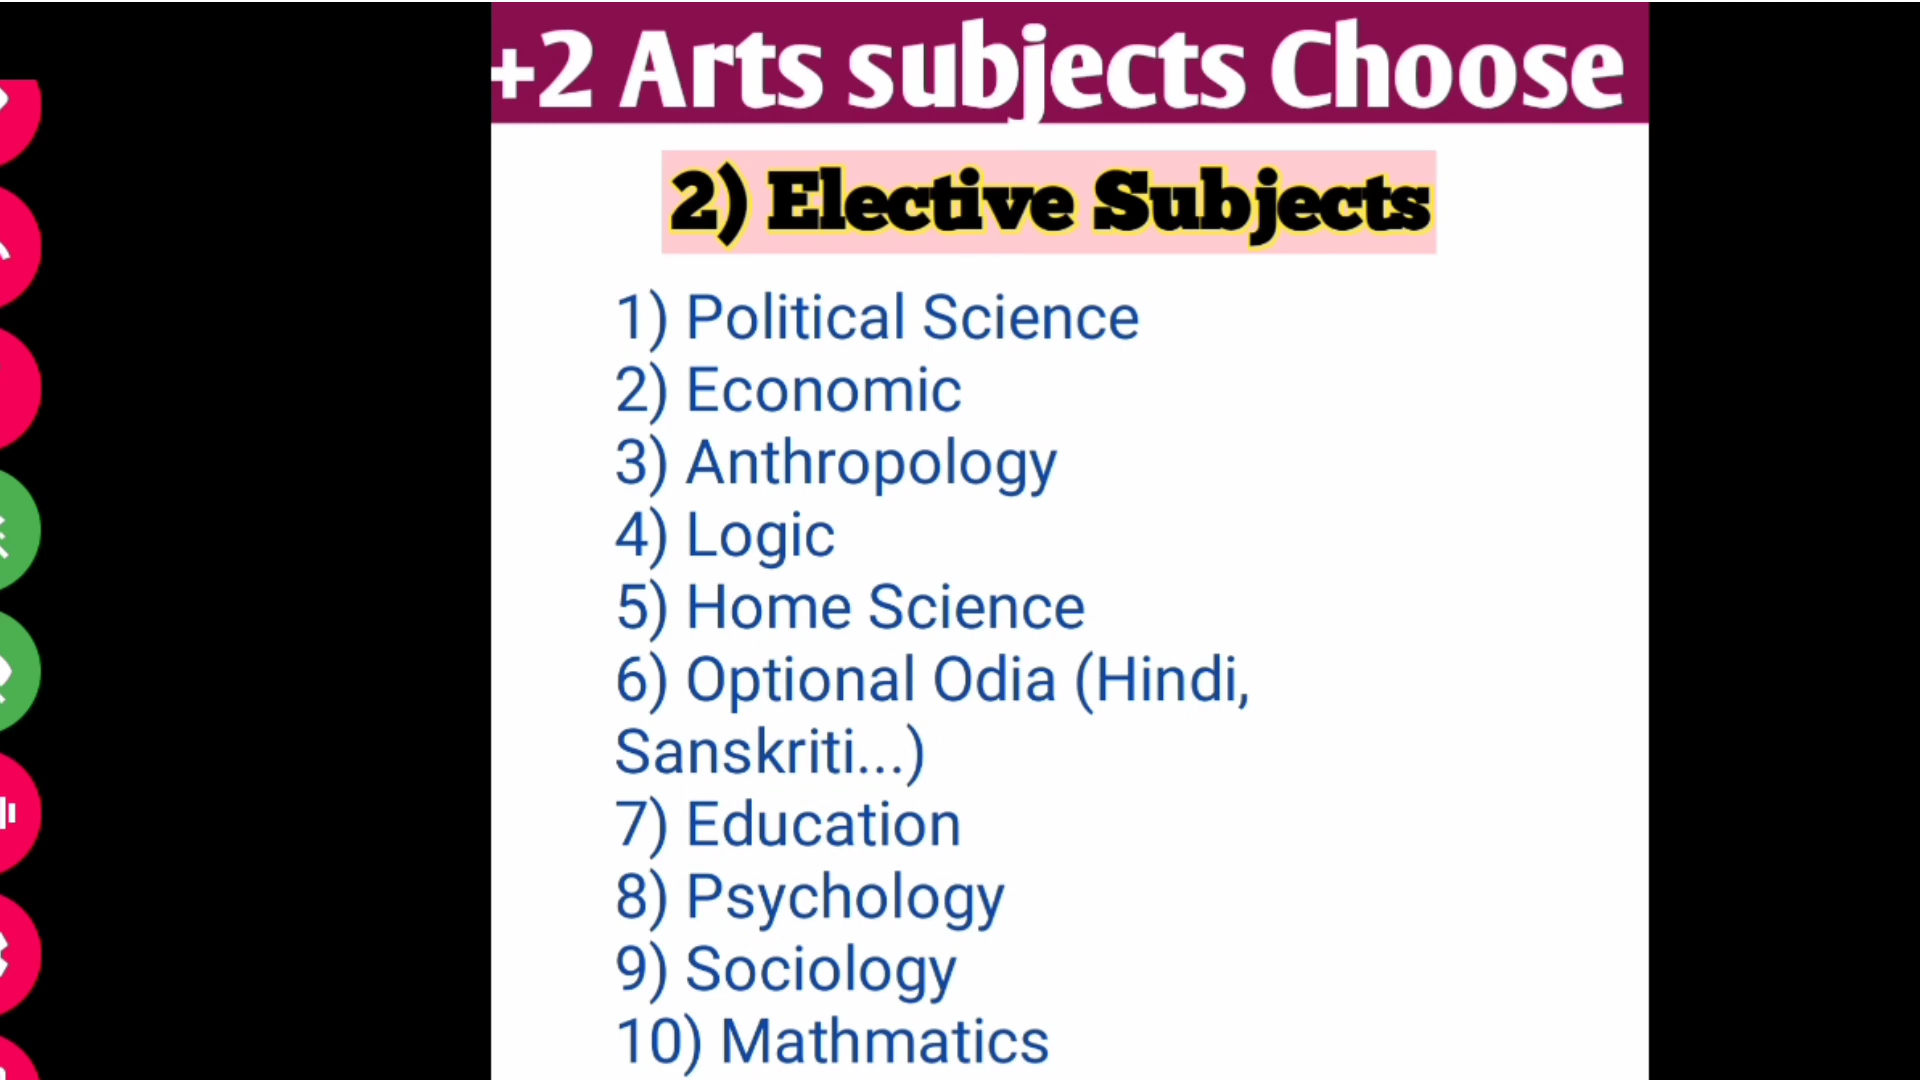 +2 Arts subjects Choose
2) Elective Subjects
1) Political Science
2) Economic
3) Anthropology
4) Logic
5) Home Science
6) Optional Odia (Hindi,
Sanskriti...)
7) Education
8) Psychology
9) Sociology
10) Mathmatics